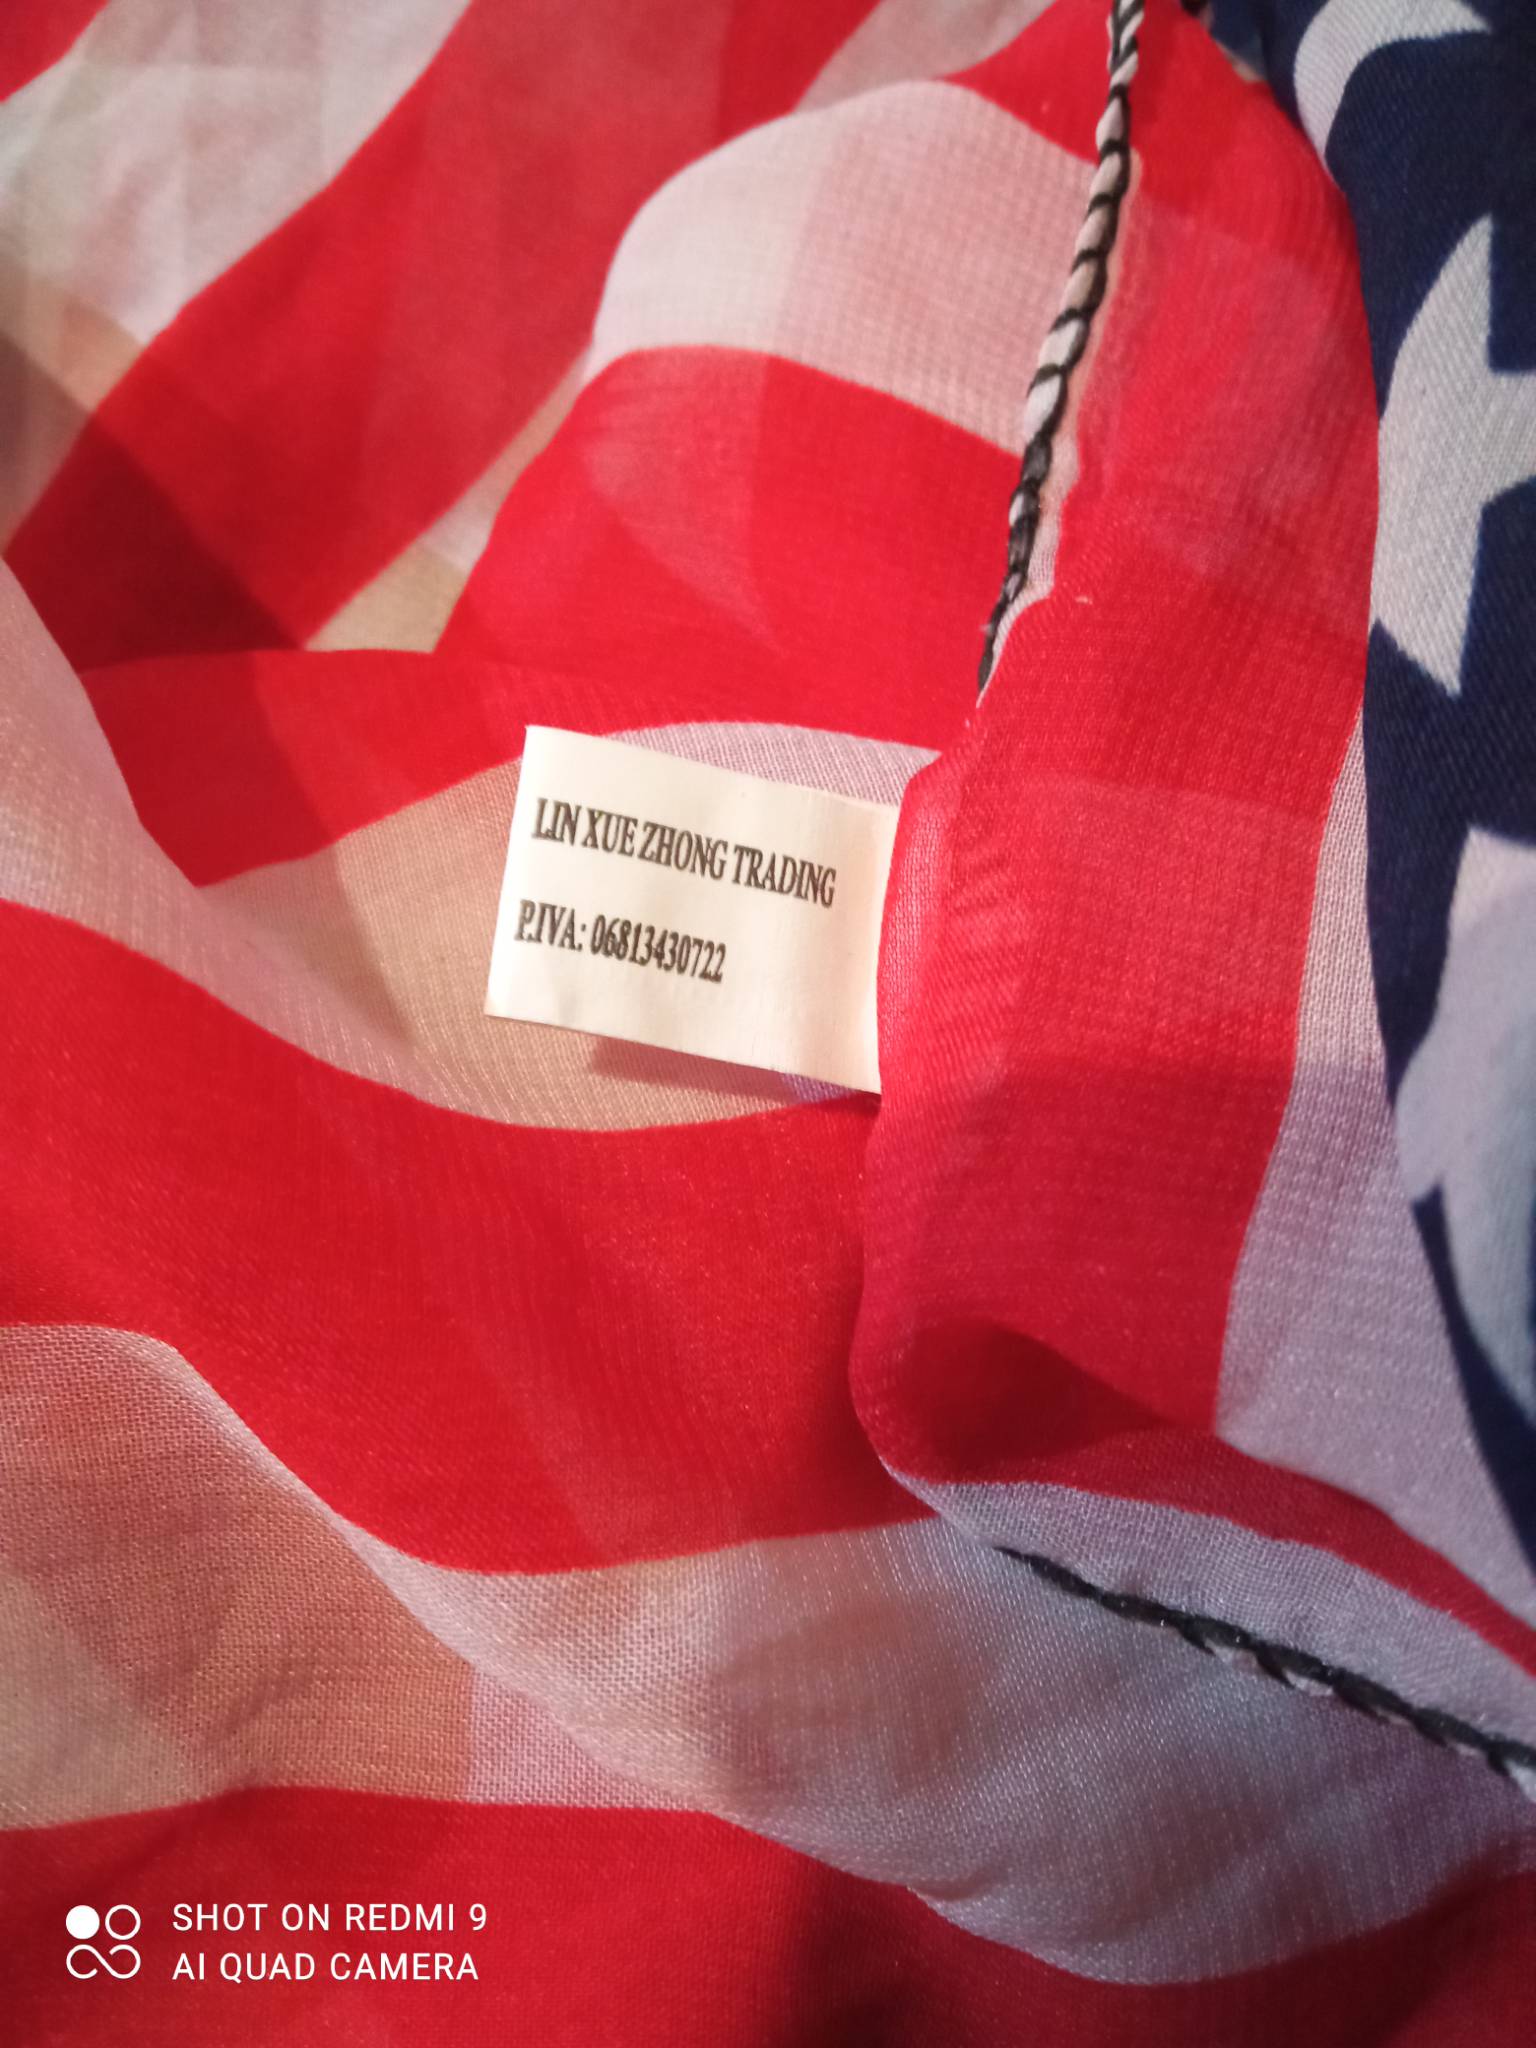 LIN XUE ZHONG TRADING
P.IVA: 06813430722
SHOT ON REDMI 9
AI QUAD CAMERA